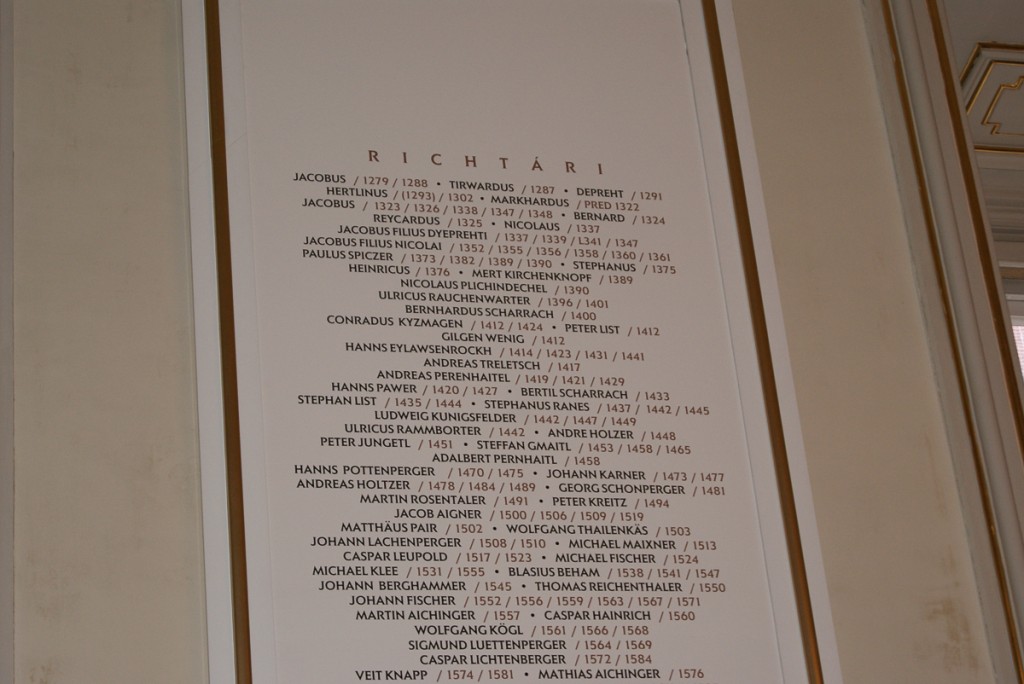 RICHTÁRI
JACOBUS / 1279 / 1288 • TIRWARDUS / 1287 • DEPREHT / 1291
HERTLINUS / (1293) / 1302 • MARKHARDUS / PRED 1322
JACOBUS / 1323 / 1326 / 1338 / 1347 / 1348 • BERNARD / 1324
REYCARDUS / 1325 • NICOLAUS / 1337
JACOBUS FILIUS DYEPREHTI / 1337 / 1339 / L341 / 1347
JACOBUS FILIUS NICOLAI / 1352 / 1355 / 1356 / 1358 / 1360 / 1361
PAULUS SPICZER / 1373 / 1382 / 1389 / 1390 • STEPHANUS / 1375
HEINRICUS / 1376 • MERT KIRCHENKNOPF / 1389
NICOLAUS PLICHINDECHEL / 1390
ULRICUS RAUCHENWARTER / 1396 / 1401
BERNHARDUS SCHARRACH / 1400
CONRADUS KYZMAGEN / 1412 / 1424 • PETER LIST / 1412
GILGEN WENIG / 1412
HANNS EYLAWSENROCKH / 1414 / 1423 / 1431 / 1441
ANDREAS TRELETSCH / 1417
ANDREAS PERENHAITEL / 1419 / 1421 / 1429
HANNS PAWER / 1420 / 1427 • BERTIL SCHARRACH / 1433
STEPHAN LIST / 1435 / 1444 • STEPHANUS RANES / 1437 / 1442 / 1445
LUDWEIG KUNIGSFELDER / 1442 / 1447 / 1449
ULRICUS RAMMBORTER / 1442 • ANDRE HOLZER / 1448
PETER JUNGETL / 1451 • STEFFAN GMAITL / 1453 / 1458 / 1465
ADALBERT PERNHAITL / 1458
HANNS POTTENPERGER / 1470 / 1475 • JOHANN KARNER / 1473 / 1477
ANDREAS HOLTZER / 1478 / 1484 / 1489 • GEORG SCHONPERGER / 1481
MARTIN ROSENTALER / 1491 • PETER KREITZ / 1494
JACOB AIGNER / 1500 / 1506 / 1509 / 1519
MATTHÄUS PAIR / 1502 • WOLFGANG THAILENKÄS / 1503
JOHANN LACHENPERGER / 1508 / 1510 • MICHAEL MAIXNER / 1513
CASPAR LEUPOLD / 1517 / 1523 • MICHAEL FISCHER / 1524
MICHAEL KLEE / 1531 / 1555 • BLASIUS BEHAM / 1538 / 1541 / 1547
JOHANN BERGHAMMER / 1545 • THOMAS REICHENTHALER / 1550
JOHANN FISCHER / 1552 / 1556 / 1559 / 1563 / 1567 / 1571
MARTIN AICHINGER / 1557 • CASPAR HAINRICH / 1560
WOLFGANG KÖGL / 1561 / 1566 / 1568
SIGMUND LUETTENPERGER / 1564 / 1569
CASPAR LICHTENBERGER / 1572 / 1584
VEIT KNAPP / 1574 / 1581 • MATHIAS AICHINGER / 1576